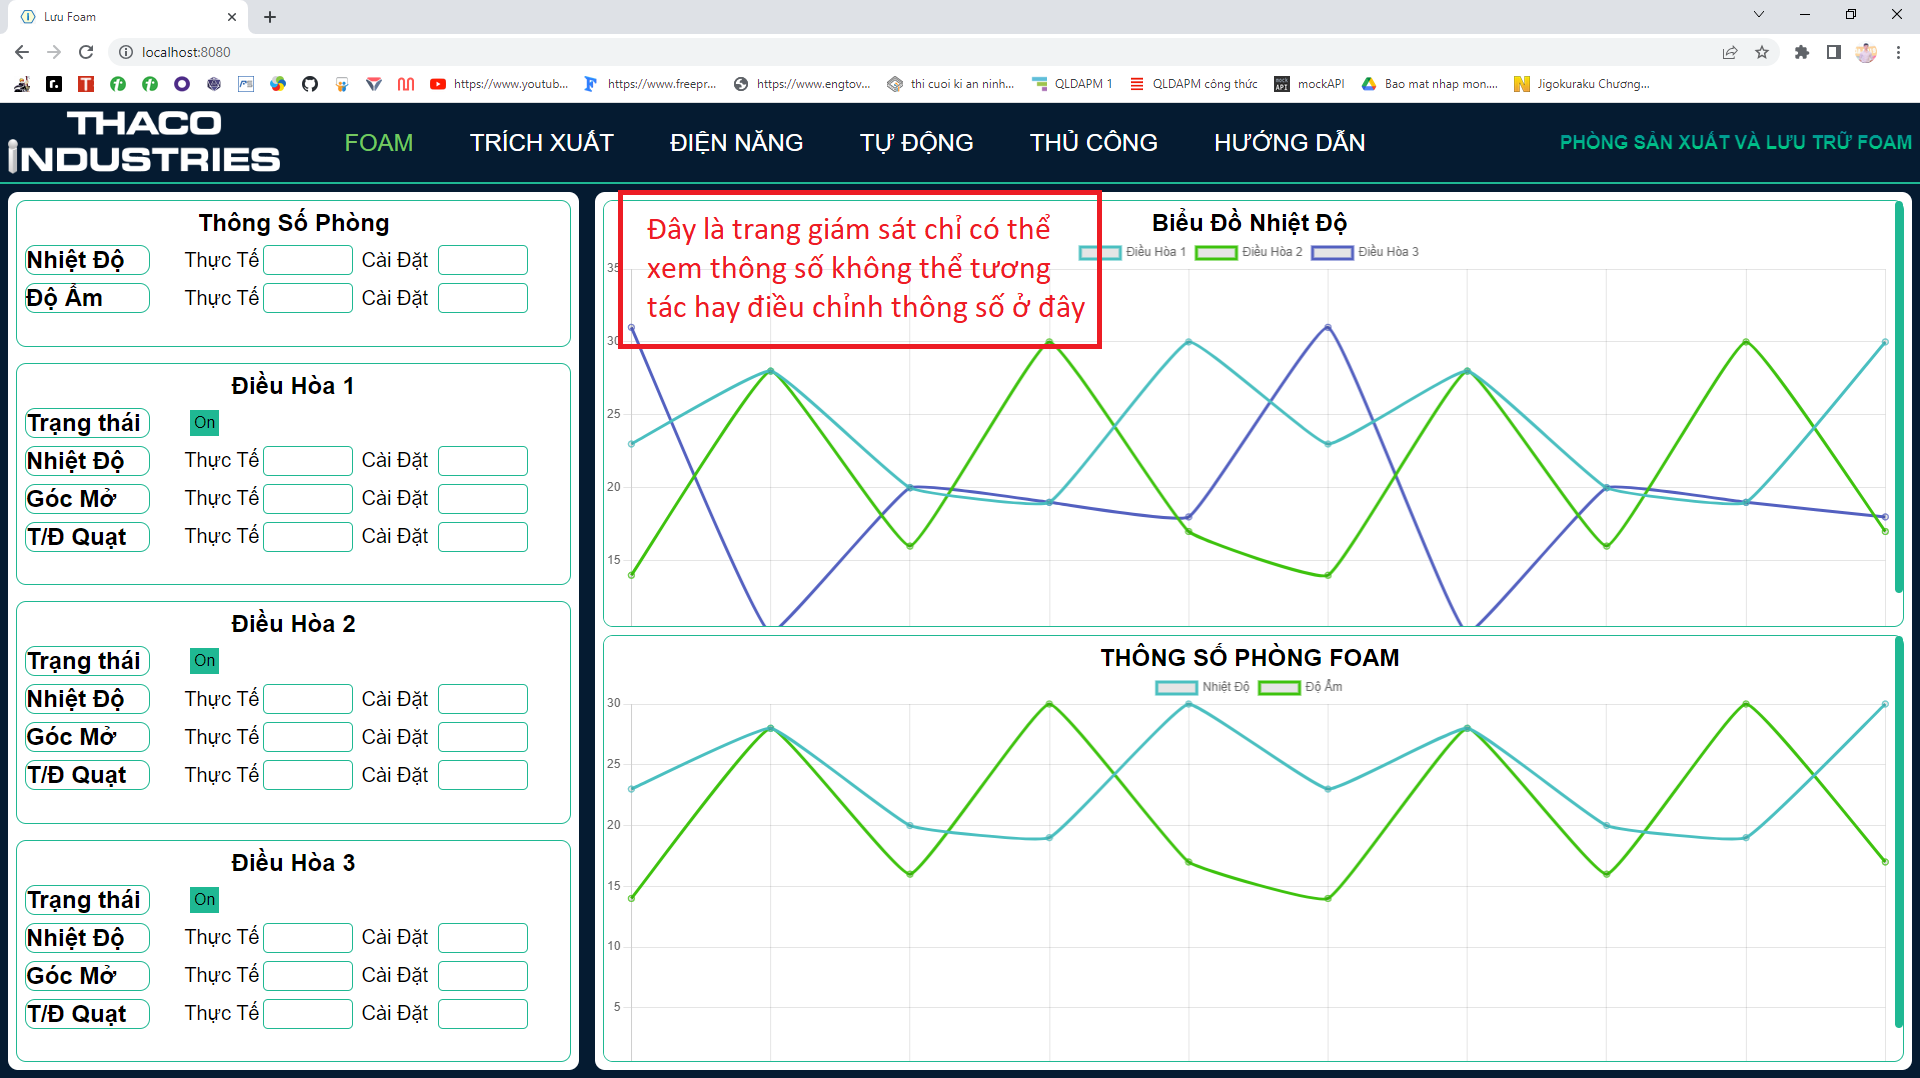 Lưu Foam
localhost:8080
https://www.youtub...
https://www.freepr...
https://www.engtov...
thi cuoi ki an ninh...
QLDAPM 1
QLDAPM công thức
mockAPI
Bao mat nhap mon....
Jigokuraku Chương...
THACO
INDUSTRIES
FOAM
TRÍCH XUẤT
ĐIỆN NĂNG
TỰ ĐỘNG
THỦ CÔNG
HƯỚNG DẪN
PHÒNG SẢN XUẤT VÀ LƯU TRỮ FOAM
Thông Số Phòng
Nhiệt Độ Thực Tế Cài Đặt
Độ Ẩm Thực Tế Cài Đặt
Điều Hòa 1
Trạng thái On
Nhiệt Độ Thực Tế Cài Đặt
Góc Mở Thực Tế Cài Đặt
T/Đ Quạt Thực Tế Cài Đặt
Điều Hòa 2
Trạng thái On
Nhiệt Độ Thực Tế Cài Đặt
Góc Mở Thực Tế Cài Đặt
T/Đ Quạt Thực Tế Cài Đặt
Điều Hòa 3
Trạng thái On
Nhiệt Độ Thực Tế Cài Đặt
Góc Mở Thực Tế Cài Đặt
T/Đ Quạt Thực Tế Cài Đặt
Đây là trang giám sát chỉ có thể
xem thông số không thể tương
tác hay điều chỉnh thông số ở đây
Biểu Đồ Nhiệt Độ
Điều Hòa 1 Điều Hòa 2 Điều Hòa 3
35
30
25
20
15
THÔNG SỐ PHÒNG FOAM
Nhiệt Độ Độ Ẩm
30
25
20
15
10
5